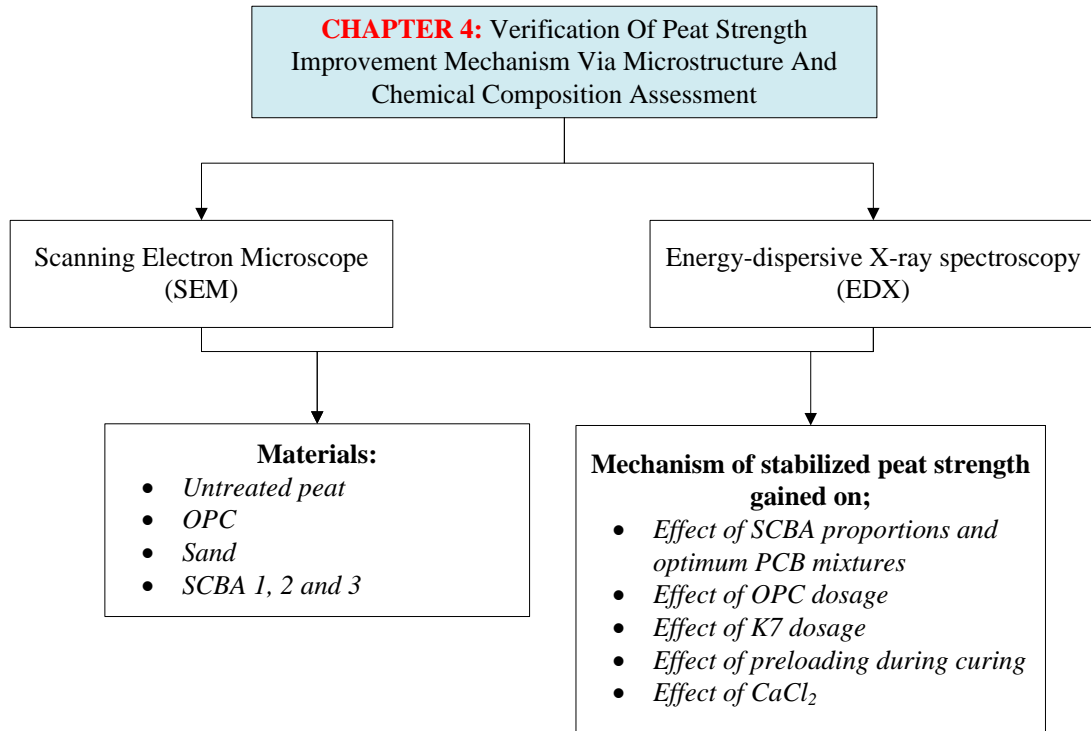 CHAPTER 4: Verification Of Peat Strength
Improvement Mechanism Via Microstructure And
Chemical Composition Assessment
Scanning Electron Microscope
(SEM)
Energy-dispersive X-ray spectroscopy
(EDX)
Materials:
• Untreated peat
• OPC
• Sand
• SCBA 1, 2 and 3
Mechanism of stabilized peat strength
gained on;
• Effect of SCBA proportions and
optimum PCB mixtures
• Effect of OPC dosage
• Effect of K7 dosage
• Effect of preloading during curing
• Effect of CaCl₂